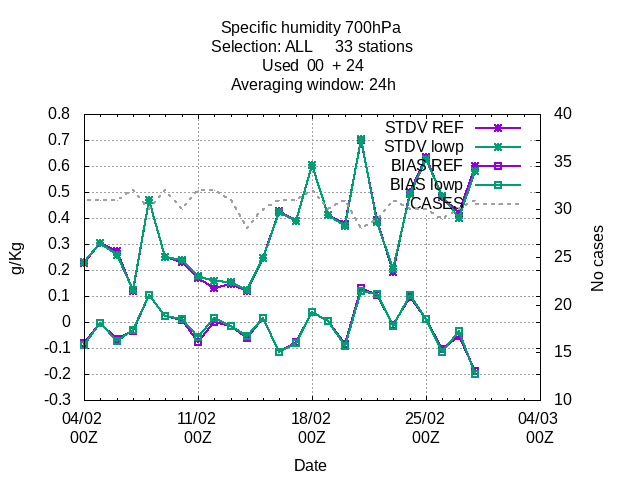 Specific humidity 700hPa
Selection: ALL 33 stations
Used 00 + 24
Averaging window: 24h
0.8
0.7
0.6
0.5
0.4
0.3
0.2
0.1
0
-0.1
-0.2
-0.3
g/Kg
STDV REF
STDV lowp
BIAS REF
BIAS lowp
CASES
40
35
30
25
20
15
10
No cases
04/02 11/02 18/02 25/02 04/03
00Z 00Z 00Z 00Z 00Z
Date